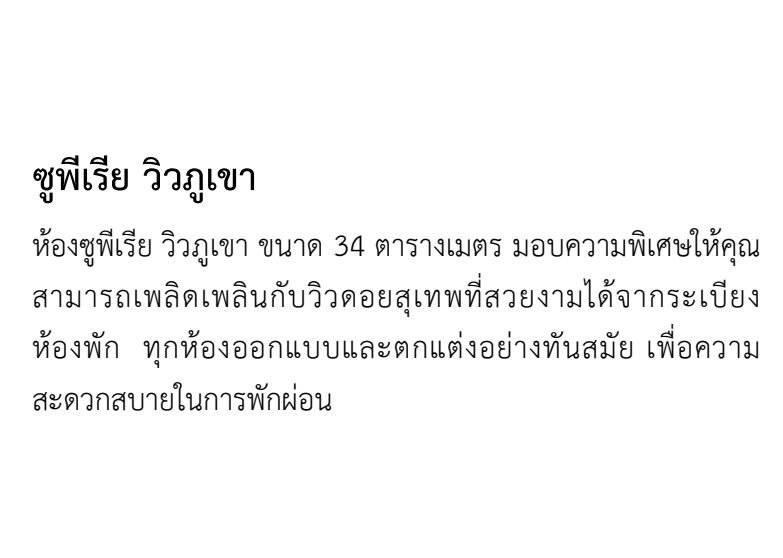 ซูพีเรีย วิวภูเขา
ห้องซูพีเรีย วิวภูเขา ขนาด 34 ตารางเมตร มอบความพิเศษให้คุณ
สามารถเพลิดเพลินกับวิวดอยสุเทพที่สวยงามได้จากระเบียง
ห้องพัก ทุกห้องออกแบบและตกแต่งอย่างทันสมัย เพื่อความ
สะดวกสบายในการพักผ่อน